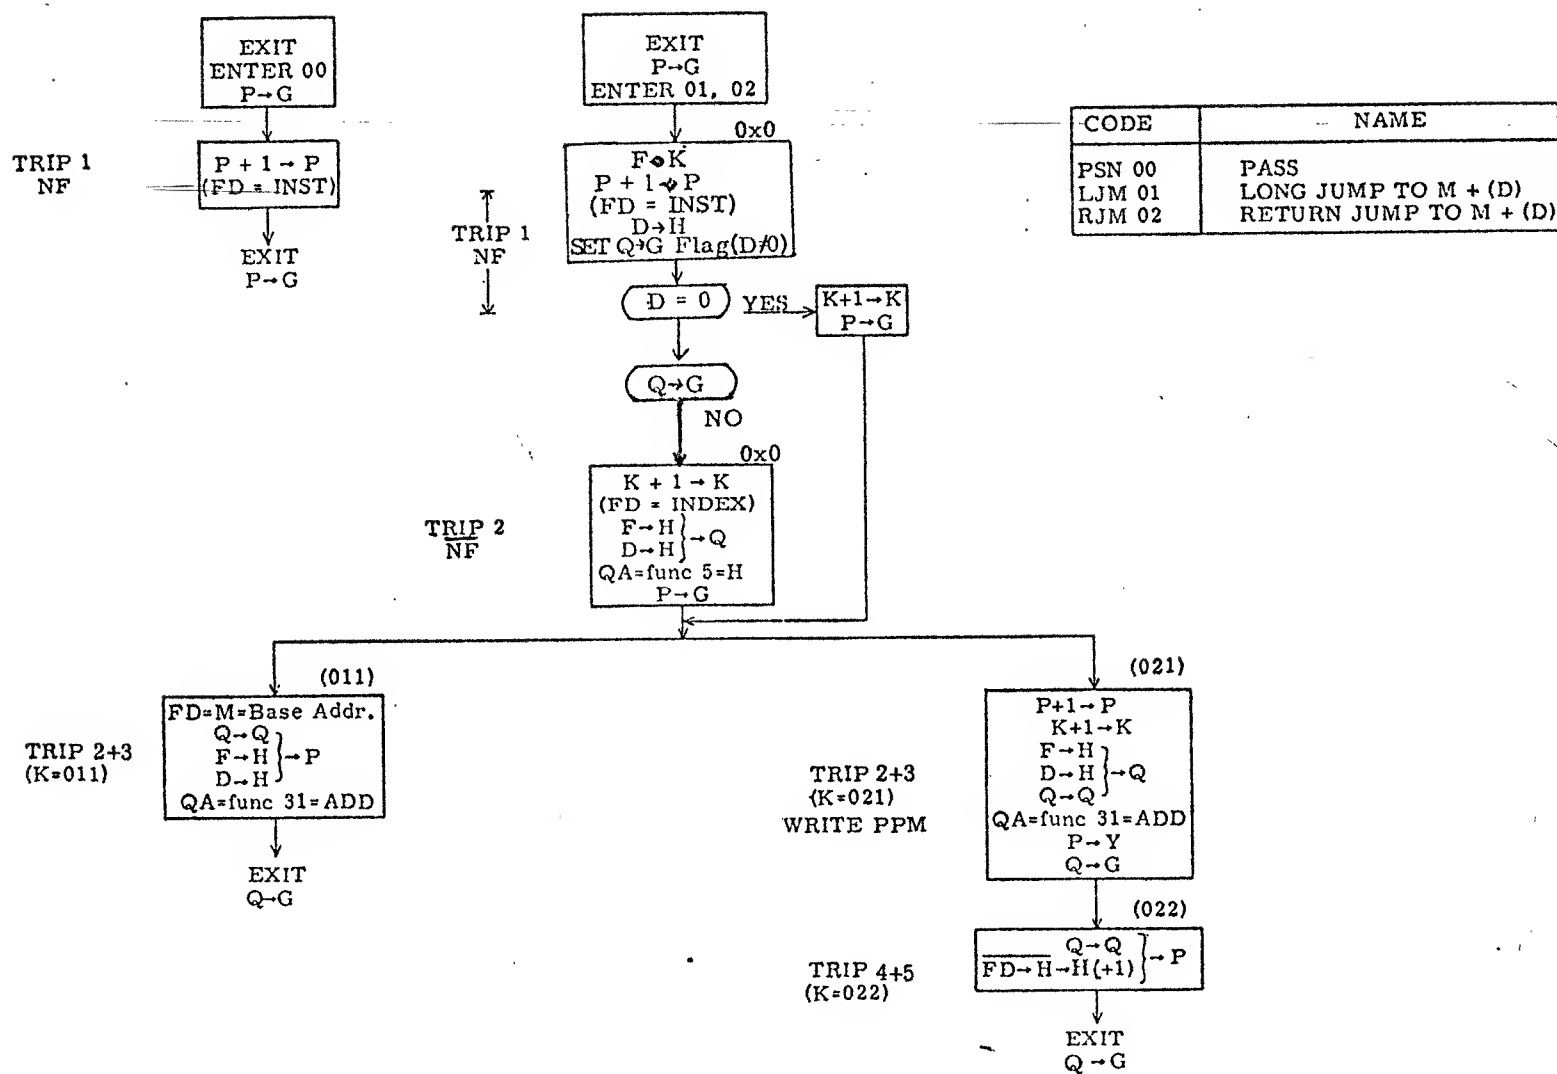 EXIT
ENTER 00
P→G
TRIP 1
NF
P + 1 → P
(FD = INST)
EXIT
P→G
EXIT
P→G
ENTER 01, 02
0x0
TRIP 1
NF
F→K
P + 1→P
(FD = INST)
D→H
SET Q→G Flag(D≠0)
D = 0
YES
K+1→K
P→G
Q→G
NO
0x0
TRIP 2
N̅F̅
K + 1 → K
(FD = INDEX)
F→H
D→H }→Q
QA=func 5=H
P→G
CODE NAME
PSN 00 PASS
LJM 01 LONG JUMP TO M + (D)
RJM 02 RETURN JUMP TO M + (D)
(011)
TRIP 2+3
(K=011)
FD=M=Base Addr.
Q→Q
F→H }→P
D→H
QA=func 31=ADD
EXIT
Q→G
(021)
TRIP 2+3
(K=021)
WRITE PPM
P+1→P
K+1→K
F→H
D→H }→Q
Q→Q
QA=func 31=ADD
P→Y
Q→G
(022)
TRIP 4+5
(K=022)
Q→Q
F̅D̅→̅H̅→H(+1) }→P
EXIT
Q→G